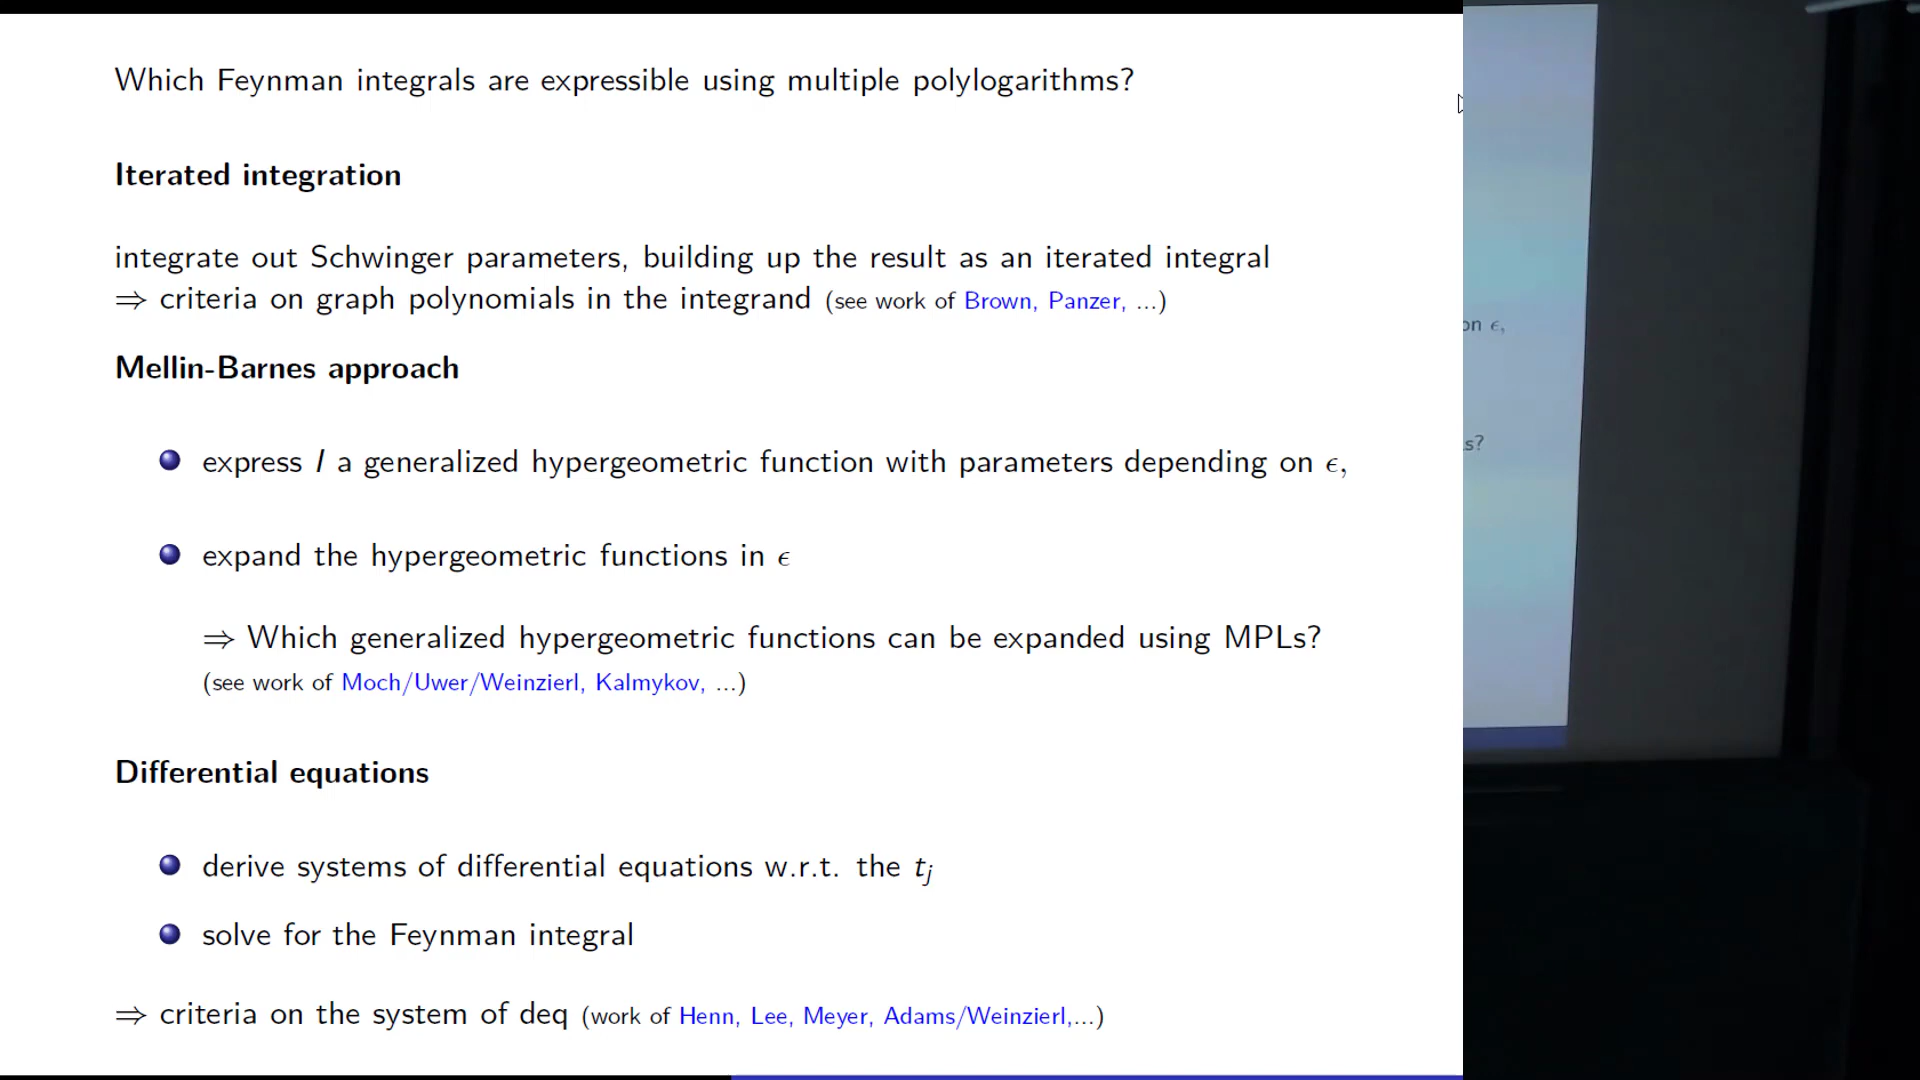 Which Feynman integrals are expressible using multiple polylogarithms?
Iterated integration
integrate out Schwinger parameters, building up the result as an iterated integral
⇒ criteria on graph polynomials in the integrand (see work of Brown, Panzer, ...)
Mellin-Barnes approach
express I a generalized hypergeometric function with parameters depending on ϵ,
expand the hypergeometric functions in ϵ
⇒ Which generalized hypergeometric functions can be expanded using MPLs?
(see work of Moch/Uwer/Weinzierl, Kalmykov, ...)
Differential equations
derive systems of differential equations w.r.t. the t_j
solve for the Feynman integral
⇒ criteria on the system of deq (work of Henn, Lee, Meyer, Adams/Weinzierl,...)
on ϵ,
s?